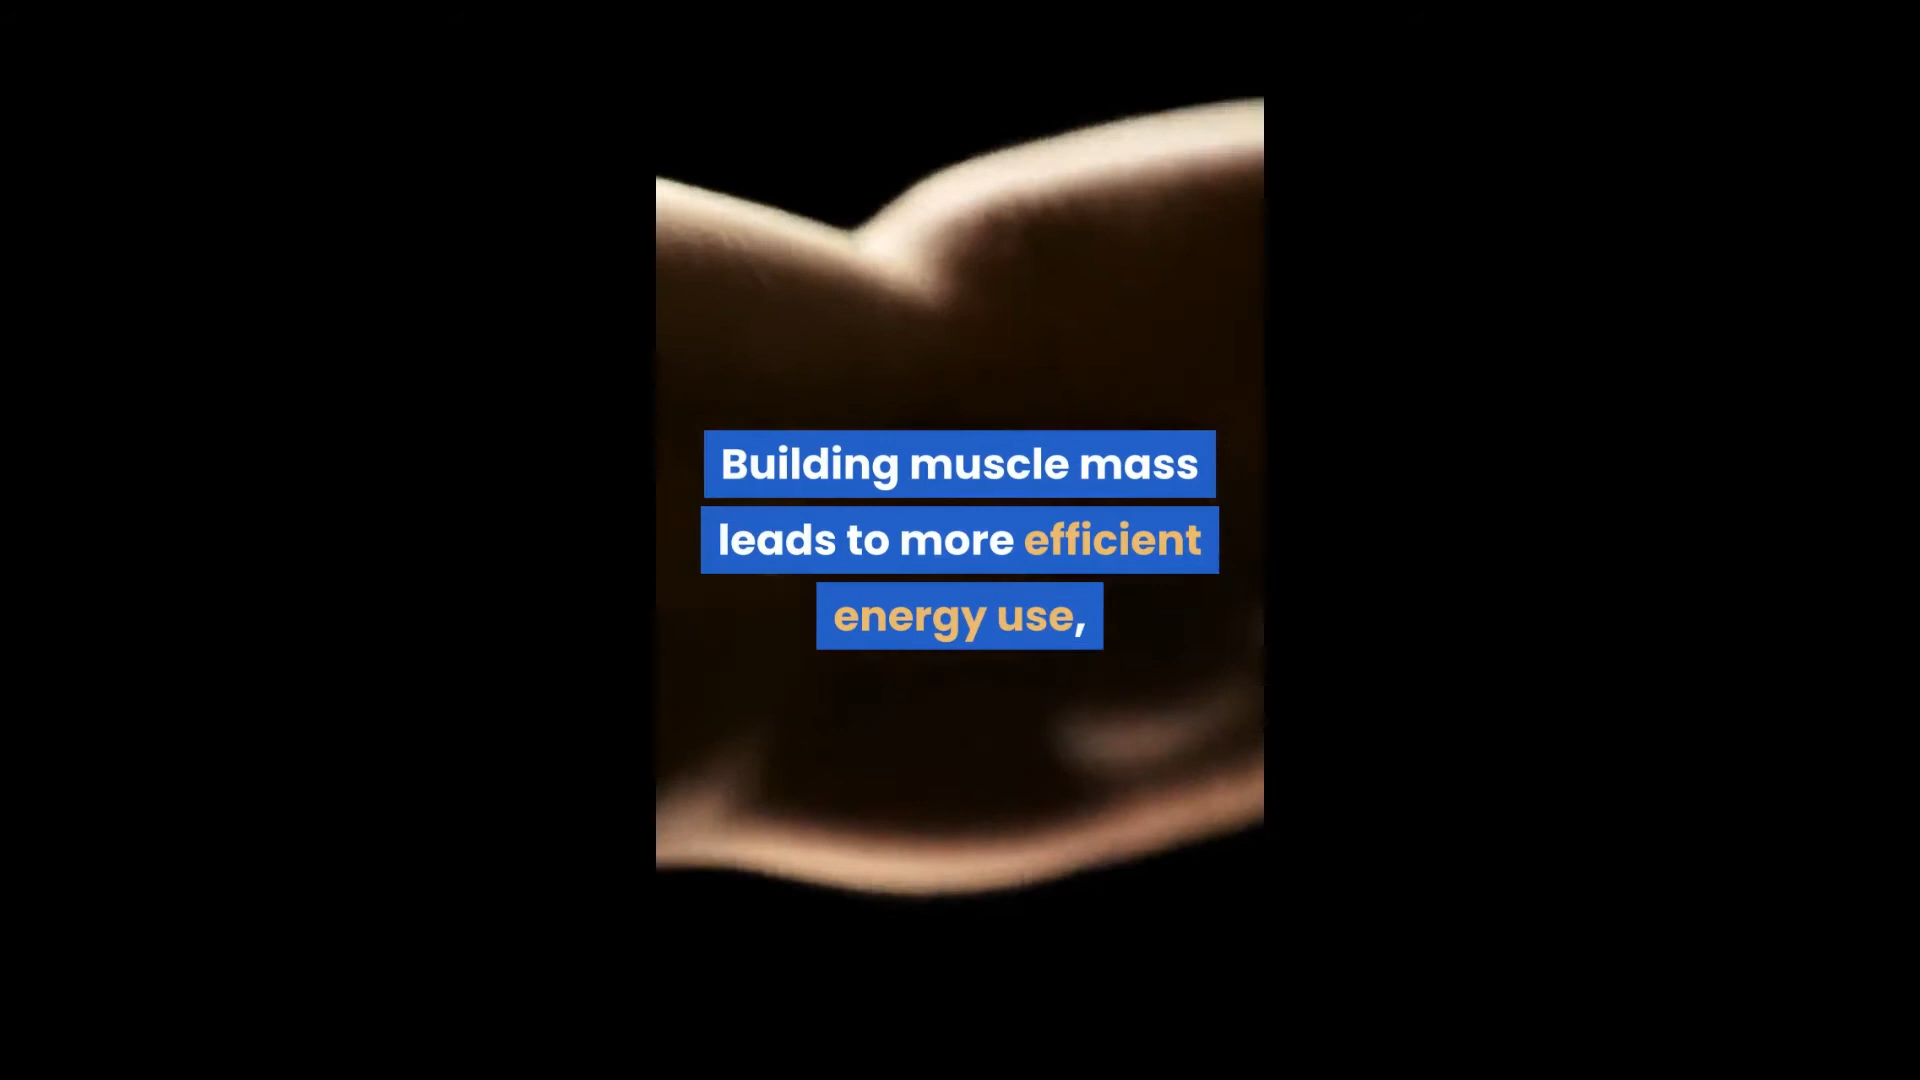 Building muscle mass
leads to more efficient
energy use,